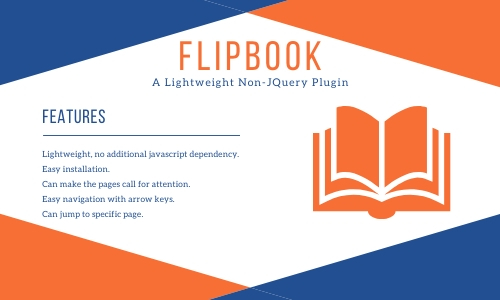 FLIPBOOK
A Lightweight Non-JQuery Plugin
FEATURES
Lightweight, no additional javascript dependency.
Easy installation.
Can make the pages call for attention.
Easy navigation with arrow keys.
Can jump to specific page.